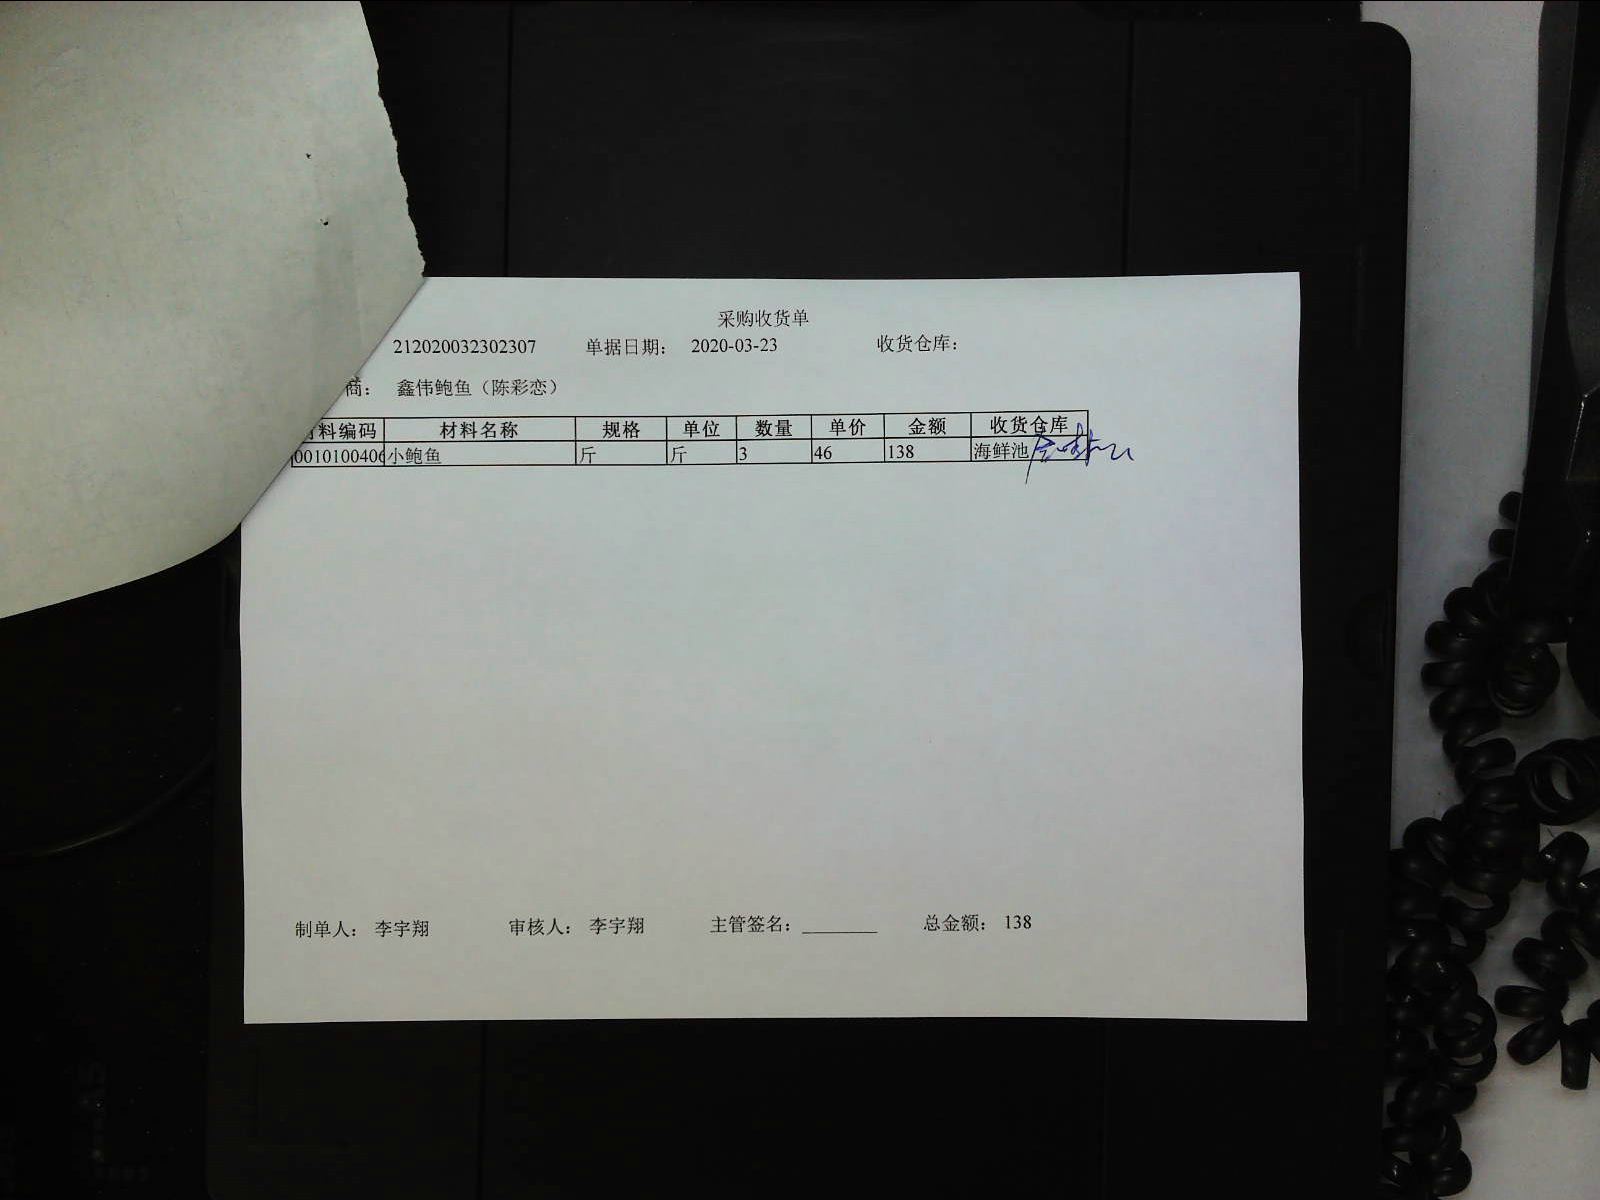 采购收货单
212020032302307 单据日期： 2020-03-23 收货仓库：
商： 鑫伟鲍鱼（陈彩恋）
材料编码 材料名称 规格 单位 数量 单价 金额 收货仓库
0010100406 小鲍鱼 斤 斤 3 46 138 海鲜池
制单人： 李宇翔 审核人： 李宇翔 主管签名：________ 总金额： 138